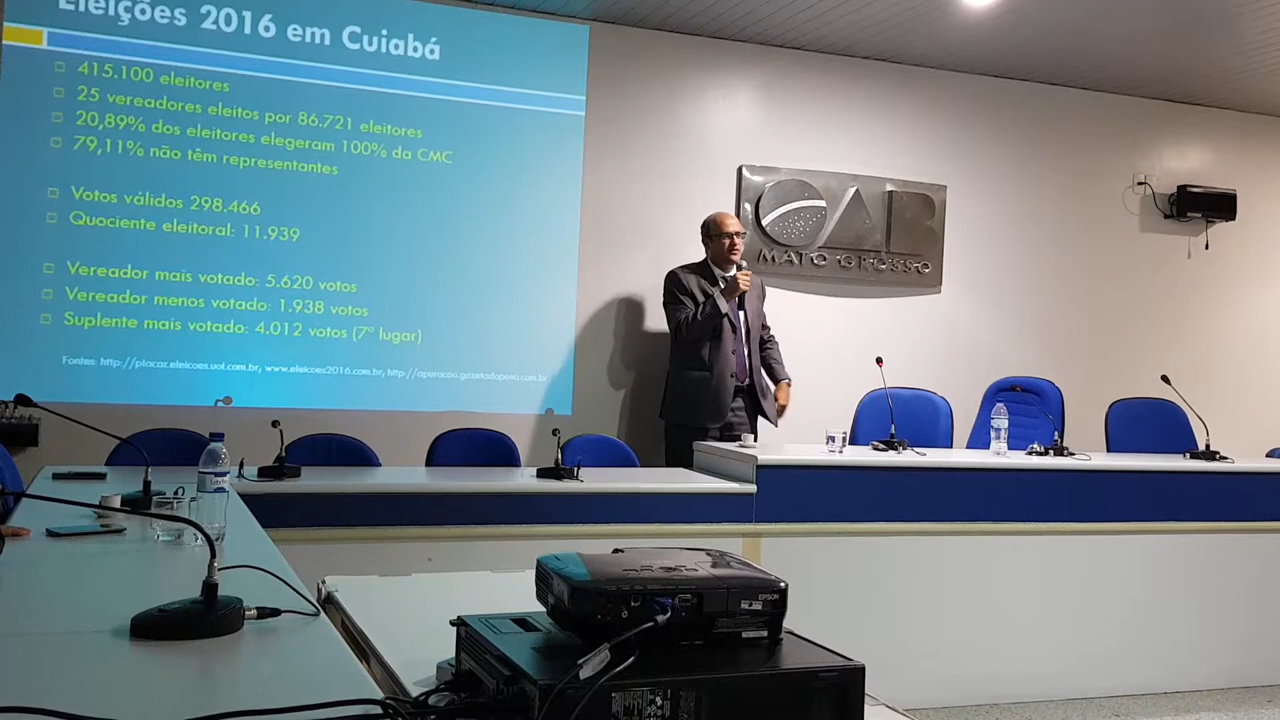 Eleições 2016 em Cuiabá
415.100 eleitores
25 vereadores eleitos por 86.721 eleitores
20,89% dos eleitores elegeram 100% da CMC
79,11% não têm representantes
Votos válidos 298.466
Quociente eleitoral: 11.939
Vereador mais votado: 5.620 votos
Vereador menos votado: 1.938 votos
Suplente mais votado: 4.012 votos (7º lugar)
Fontes: http://placar.eleicoes.uol.com.br, www.eleicoes2016.com.br, http://apuracao.gazetadopovo.com.br
OAB
MATO GROSSO
EPSON